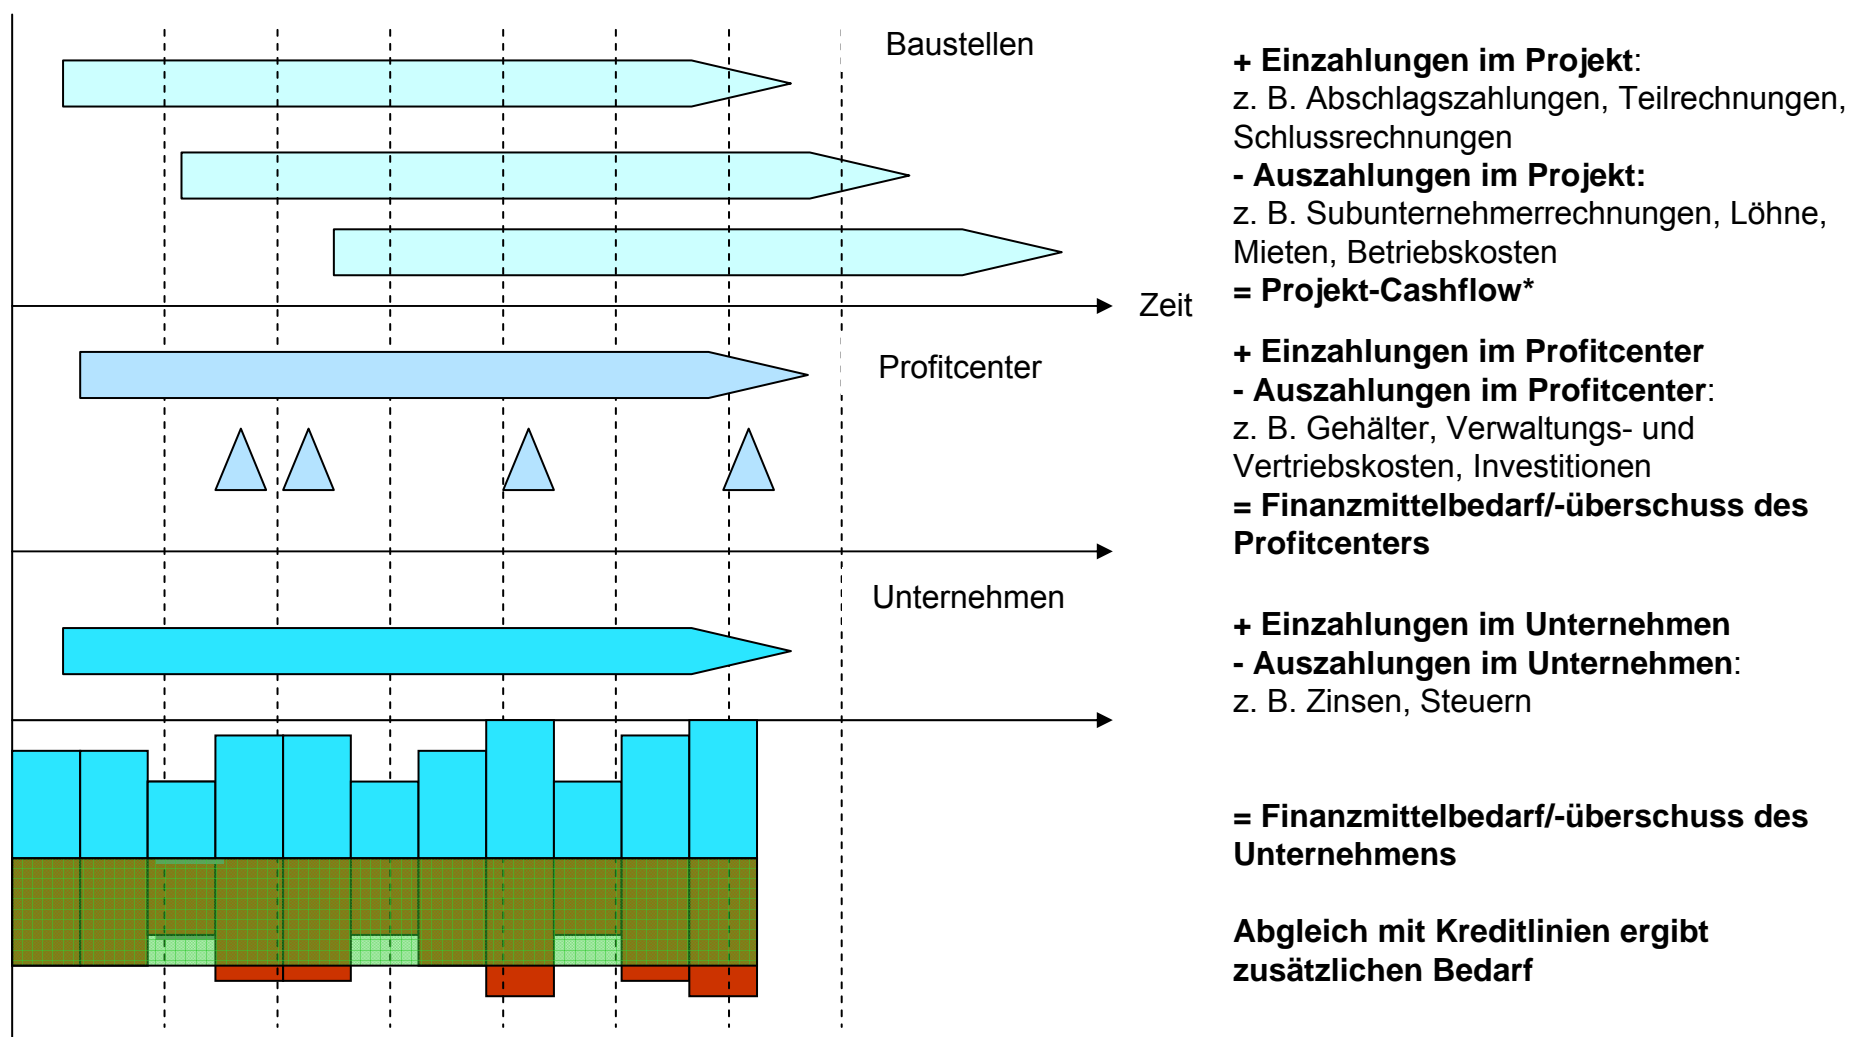 Baustellen
+ Einzahlungen im Projekt:
z. B. Abschlagszahlungen, Teilrechnungen,
Schlussrechnungen
- Auszahlungen im Projekt:
z. B. Subunternehmerrechnungen, Löhne,
Mieten, Betriebskosten
= Projekt-Cashflow*
Zeit
Profitcenter
+ Einzahlungen im Profitcenter
- Auszahlungen im Profitcenter:
z. B. Gehälter, Verwaltungs- und
Vertriebskosten, Investitionen
= Finanzmittelbedarf/-überschuss des
Profitcenters
Unternehmen
+ Einzahlungen im Unternehmen
- Auszahlungen im Unternehmen:
z. B. Zinsen, Steuern
= Finanzmittelbedarf/-überschuss des
Unternehmens
Abgleich mit Kreditlinien ergibt
zusätzlichen Bedarf